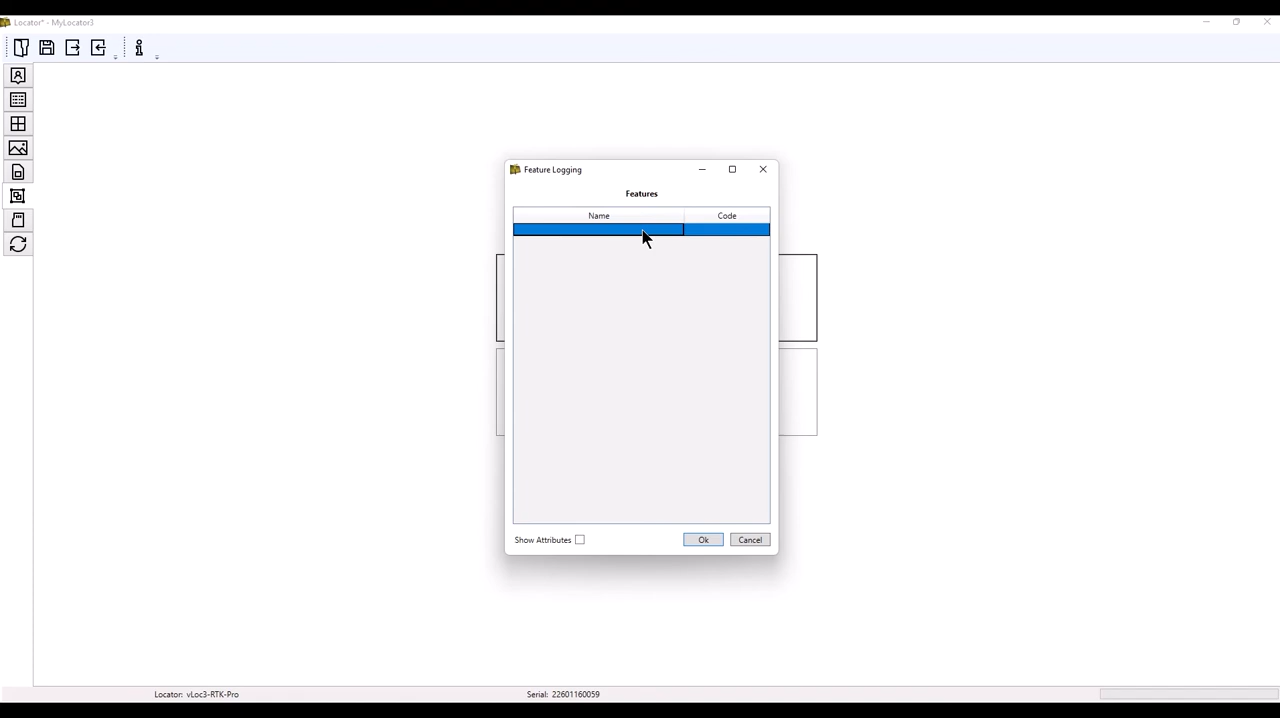 Locator* - MyLocator3
Feature Logging
Features
Name Code
Show Attributes Ok Cancel
Locator: vLoc3-RTK-Pro Serial: 22601160059